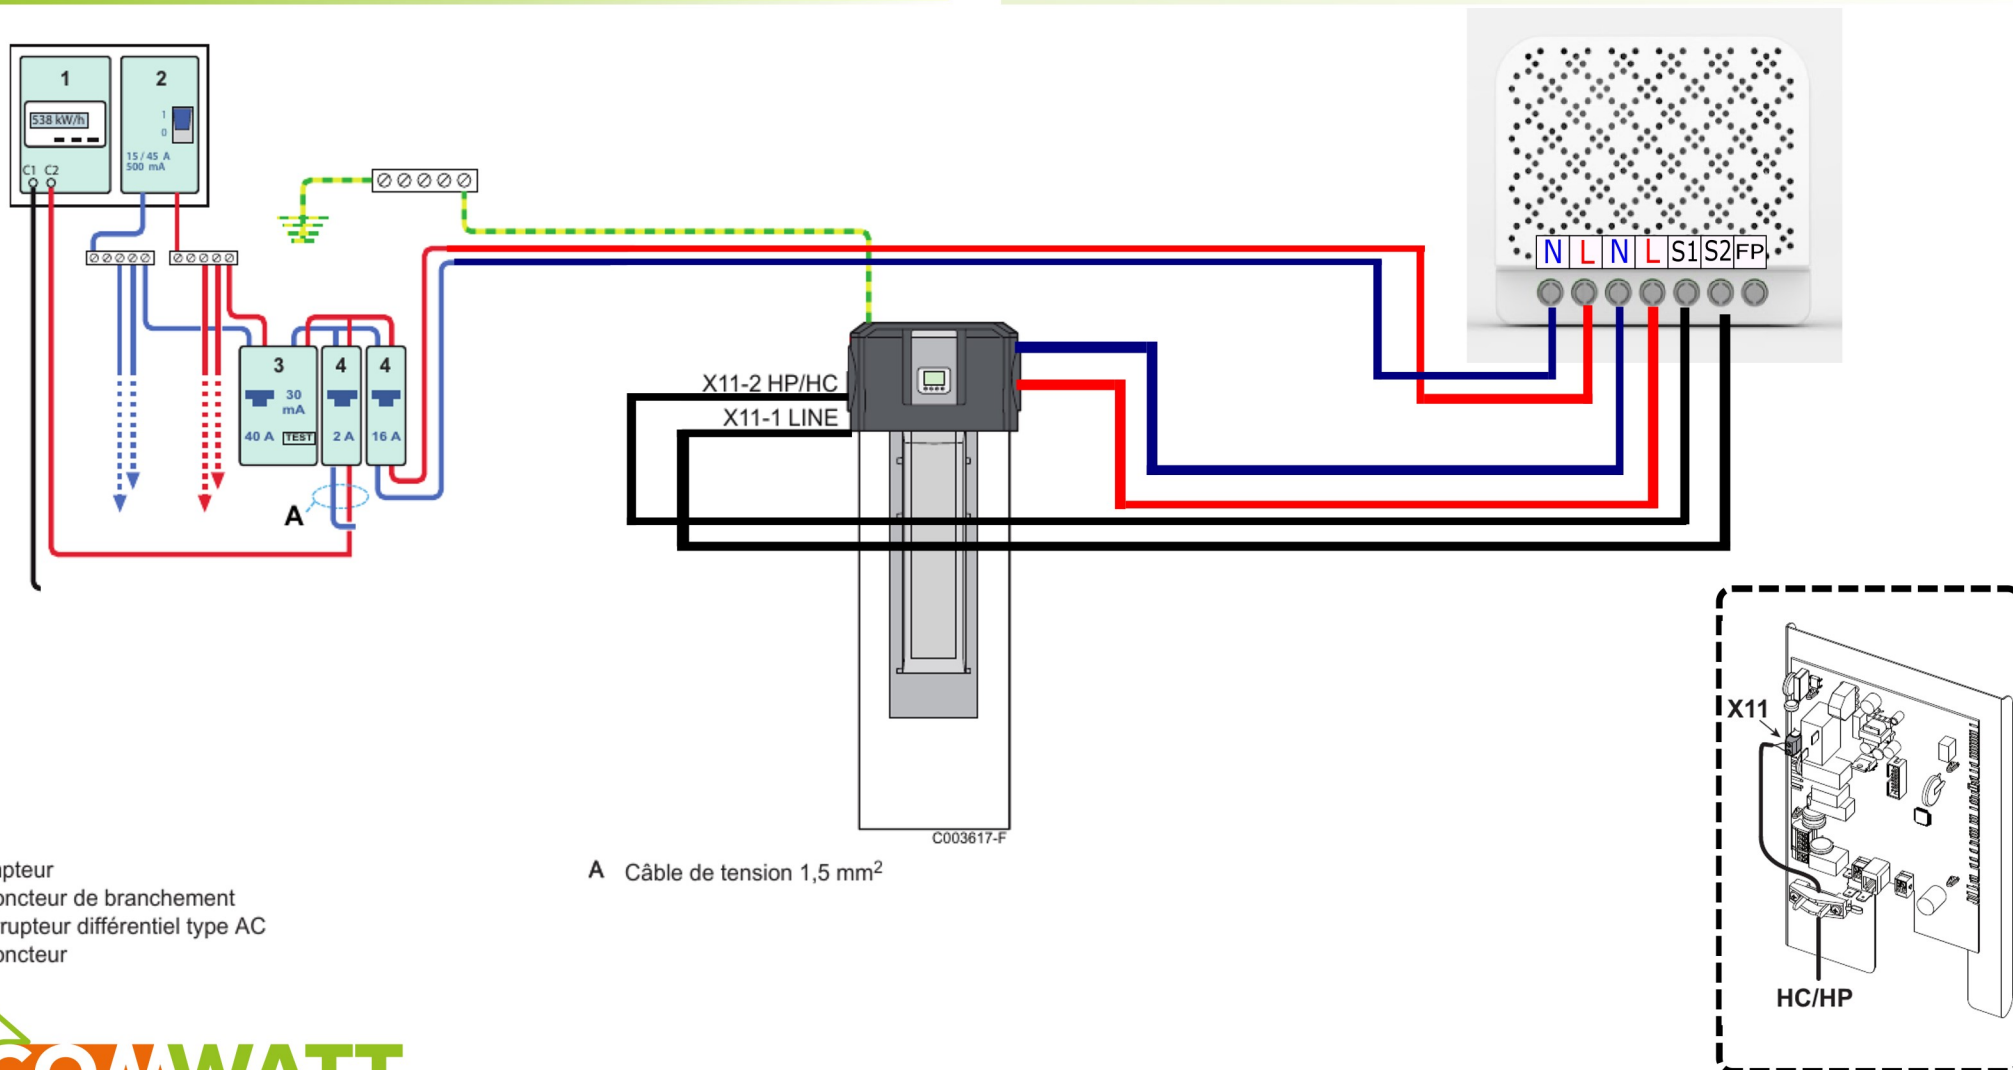 1
2
538 kW/h
1
0
15/45 A
500 mA
C1 C2
N L N L S1 S2 FP
3
4
4
30
mA
40 A
TEST
2 A
16 A
A
X11-2 HP/HC
X11-1 LINE
C003617-F
X11
HC/HP
A Câble de tension 1,5 mm²
pteur
oncteur de branchement
rupteur différentiel type AC
oncteur
COMWATT